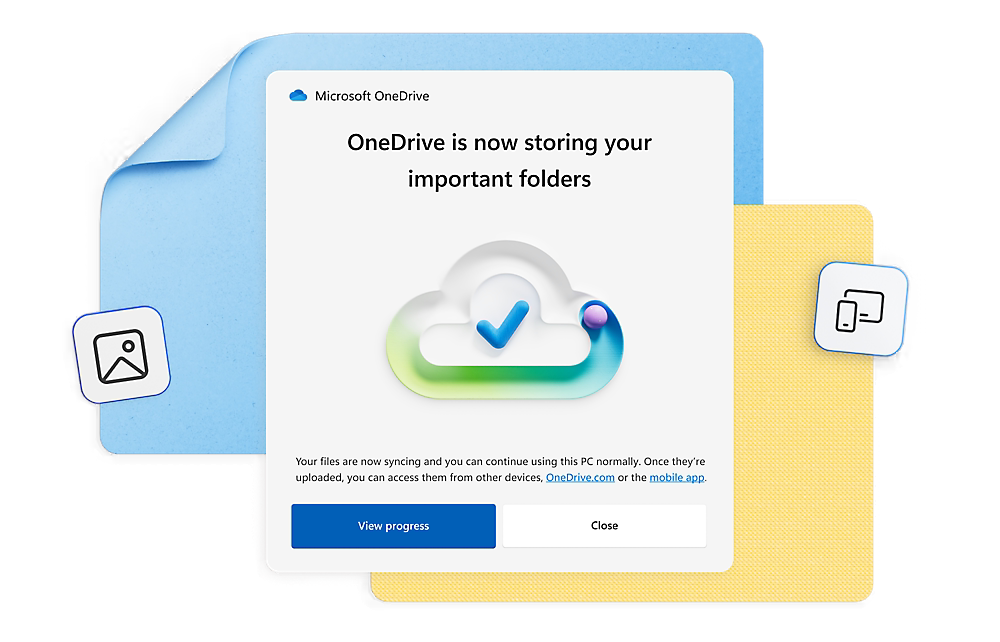 Microsoft OneDrive
OneDrive is now storing your
important folders
Your files are now syncing and you can continue using this PC normally. Once they’re
uploaded, you can access them from other devices, OneDrive.com or the mobile app.
View progress
Close